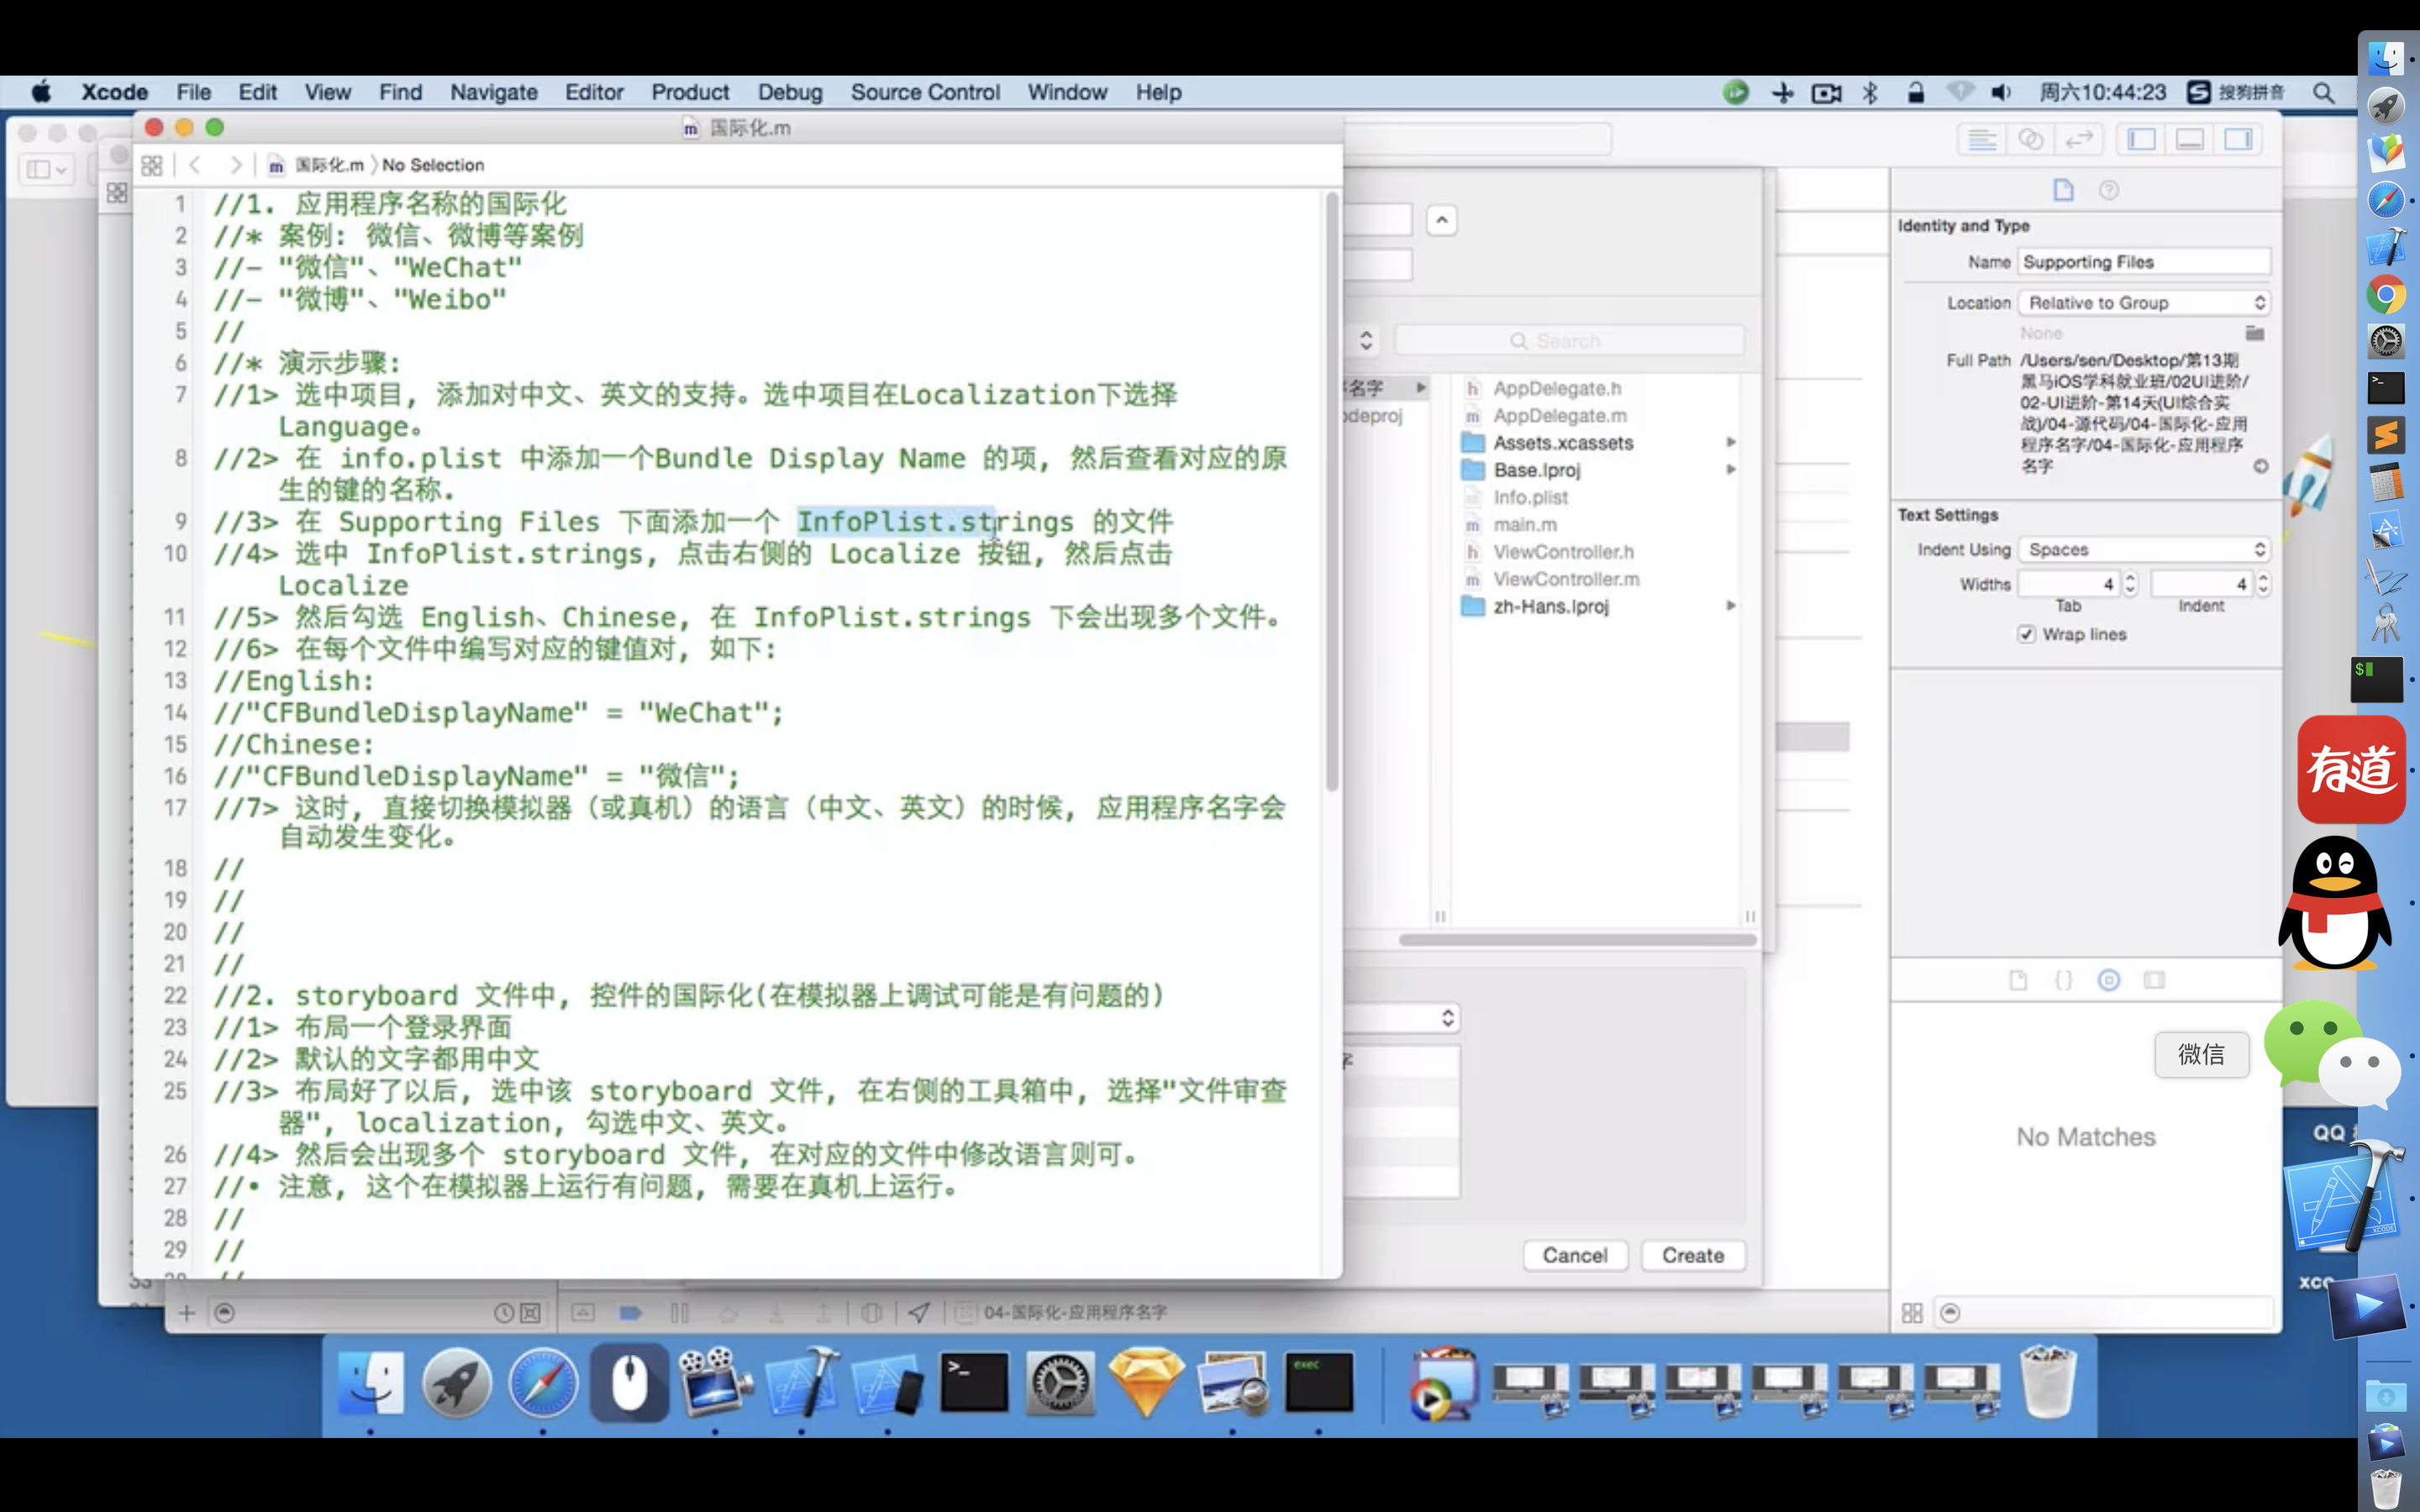 Xcode File Edit View Find Navigate Editor Product Debug Source Control Window Help 周六10:44:23 搜狗拼音
国际化.m
国际化.m 〉No Selection
1 //1. 应用程序名称的国际化
2 //* 案例: 微信、微博等案例
3 //- "微信"、"WeChat"
4 //- "微博"、"Weibo"
5 //
6 //* 演示步骤:
7 //1> 选中项目, 添加对中文、英文的支持。选中项目在Localization下选择
Language。
8 //2> 在 info.plist 中添加一个Bundle Display Name 的项, 然后查看对应的原
生的键的名称.
9 //3> 在 Supporting Files 下面添加一个 InfoPlist.strings 的文件
10 //4> 选中 InfoPlist.strings, 点击右侧的 Localize 按钮, 然后点击
Localize
11 //5> 然后勾选 English、Chinese, 在 InfoPlist.strings 下会出现多个文件。
12 //6> 在每个文件中编写对应的键值对, 如下:
13 //English:
14 //"CFBundleDisplayName" = "WeChat";
15 //Chinese:
16 //"CFBundleDisplayName" = "微信";
17 //7> 这时, 直接切换模拟器 (或真机) 的语言 (中文、英文) 的时候, 应用程序名字会
自动发生变化。
18 //
19 //
20 //
21 //
22 //2. storyboard 文件中, 控件的国际化(在模拟器上调试可能是有问题的)
23 //1> 布局一个登录界面
24 //2> 默认的文字都用中文
25 //3> 布局好了以后, 选中该 storyboard 文件, 在右侧的工具箱中, 选择"文件审查
器", localization, 勾选中文、英文。
26 //4> 然后会出现多个 storyboard 文件, 在对应的文件中修改语言则可。
27 //• 注意, 这个在模拟器上运行有问题, 需要在真机上运行。
28 //
29 //
Search
名字
odeproj
AppDelegate.h
AppDelegate.m
Assets.xcassets
Base.lproj
Info.plist
main.m
ViewController.h
ViewController.m
zh-Hans.lproj
Cancel Create
Identity and Type
Name Supporting Files
Location Relative to Group
None
Full Path /Users/sen/Desktop/第13期
黑马iOS学科就业班/02UI进阶/
02-UI进阶-第14天(UI综合实
战)/04-源代码/04-国际化-应用
程序名字/04-国际化-应用程序
名字
Text Settings
Indent Using Spaces
Widths 4 4
Tab Indent
Wrap lines
No Matches
04-国际化-应用程序名字
有道
微信
QQ
XCODE
exec